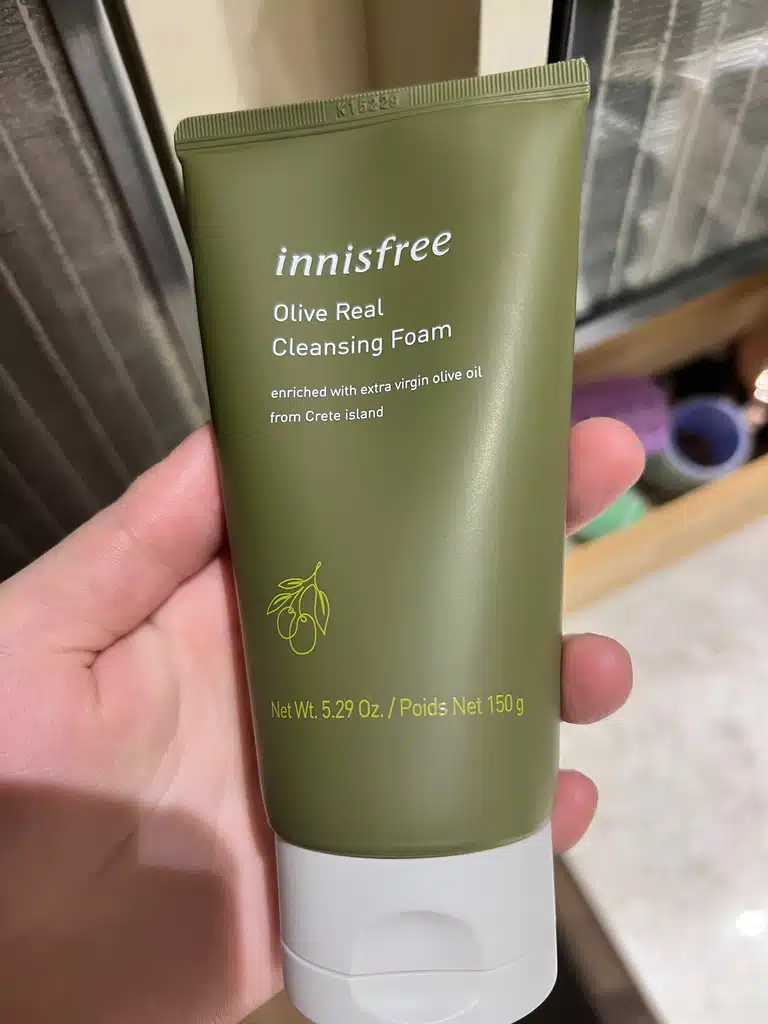 K15229
innisfree
Olive Real
Cleansing Foam
enriched with extra virgin olive oil
from Crete island
Net Wt. 5.29 Oz. / Poids Net 150 g